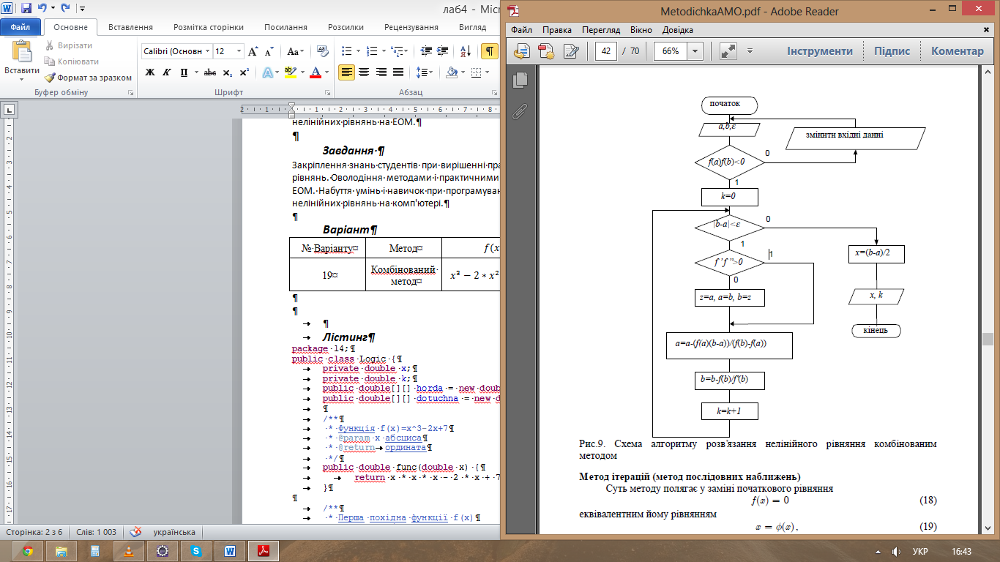 лаб4 - Micr
Файл
Основне
Вставлення
Розмітка сторінки
Посилання
Розсилки
Рецензування
Вигляд
Вставити
Вирізати
Копіювати
Формат за зразком
Буфер обміну
Calibri (Основн
12
Шрифт
Абзац
нелінійних рівнянь на ЕОМ.¶
¶
Завдання ¶
Закріплення знань студентів при вирішенні пра
рівнянь. Оволодіння методами і практичними
ЕОМ. Набуття умінь і навичок при програмуван
нелінійних рівнянь на комп'ютері.¶
¶
Варіант¶
№ Варіанту¤ Метод¤ f(x
19¤ Комбінований метод¤ x³ − 2 ∗ x²
¶
¶
¶
Лістинг¶
package l4;¶
public class Logic {¶
private double x;¶
private double k;¶
public double[][] horda = new doub
public double[][] dotuchna = new d
¶
/**¶
* Функція f(x)=x^3-2x+7¶
* @param x абсциса¶
* @return ордината¶
*/¶
public double func(double x) {¶
return x * x * x - 2 * x + 7
}¶
¶
/**¶
* Перша похідна функції f(x)¶
Сторінка: 2 з 6
Слів: 1 003
українська
MetodichkaAMO.pdf - Adobe Reader
Файл Правка Перегляд Вікно Довідка
42 / 70
66%
Інструменти
Підпис
Коментар
початок
a,b,ε
змінити вхідні данні
f(a)f(b)<0
0
1
k=0
|b-a|<ε
0
1
f ’f ”>0
1
0
x=(b-a)/2
z=a, a=b, b=z
x, k
кінець
a=a-(f(a)(b-a))/(f(b)-f(a))
b=b-f(b)/f'(b)
k=k+1
Рис.9. Схема алгоритму розв’язання нелінійного рівняння комбінованим
методом
Метод ітерацій (метод послідовних наближень)
Суть методу полягає у заміні початкового рівняння
f(x) = 0 (18)
еквівалентним йому рівнянням
x = ϕ(x), (19)
УКР
16:43